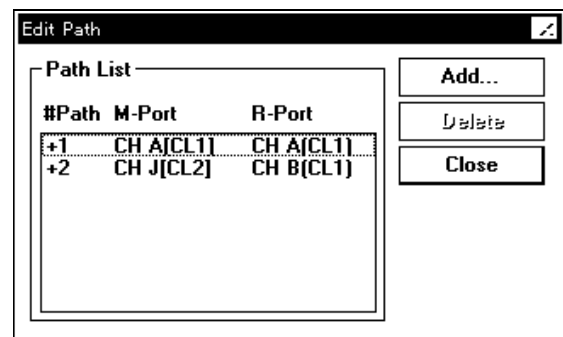 Edit Path
Path List
Add...
#Path M-Port R-Port
Delete
+1 CH A[CL1] CH A(CL1)
+2 CH J[CL2] CH B(CL1)
Close